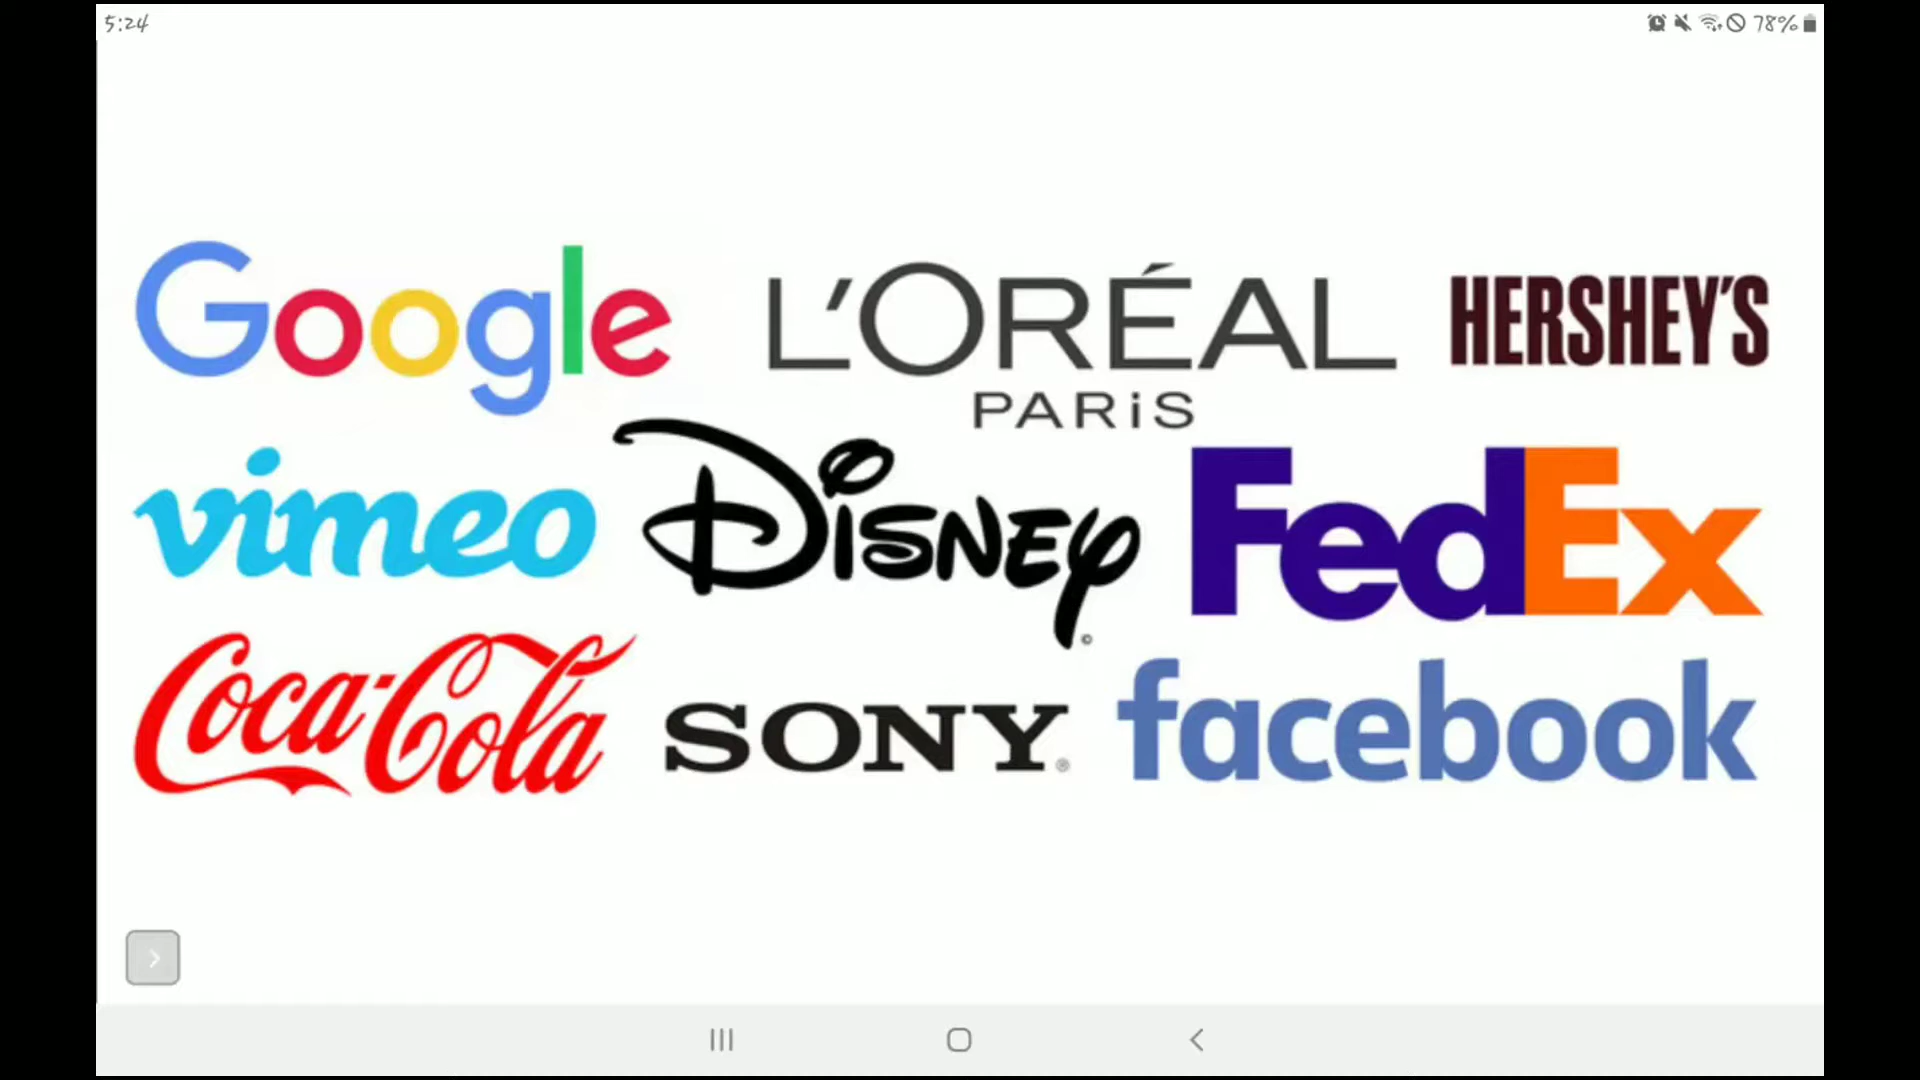 5:24
78%
Google
L'ORÉAL
PARiS
HERSHEY'S
vimeo
DISNEY
©
FedEx
Coca-Cola
SONY®
facebook